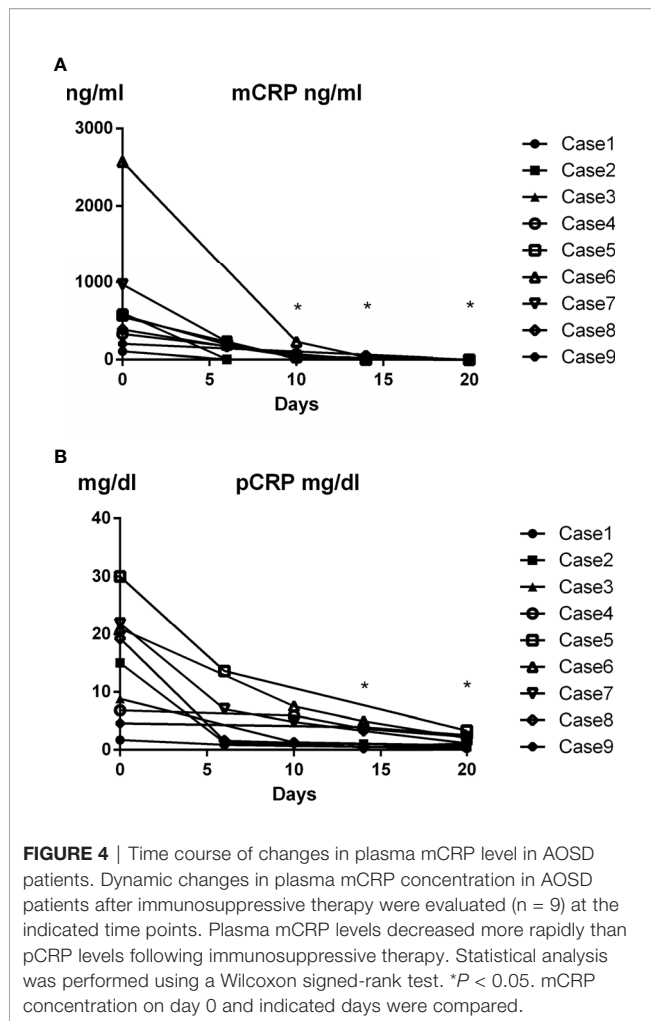 A
ng/ml mCRP ng/ml
3000
2000
1000
0
0 5 10 15 20
Days
* * *
Case1
Case2
Case3
Case4
Case5
Case6
Case7
Case8
Case9
B
mg/dl pCRP mg/dl
40
30
20
10
0
0 5 10 15 20
Days
* *
Case1
Case2
Case3
Case4
Case5
Case6
Case7
Case8
Case9
FIGURE 4 | Time course of changes in plasma mCRP level in AOSD
patients. Dynamic changes in plasma mCRP concentration in AOSD
patients after immunosuppressive therapy were evaluated (n = 9) at the
indicated time points. Plasma mCRP levels decreased more rapidly than
pCRP levels following immunosuppressive therapy. Statistical analysis
was performed using a Wilcoxon signed-rank test. *P < 0.05. mCRP
concentration on day 0 and indicated days were compared.